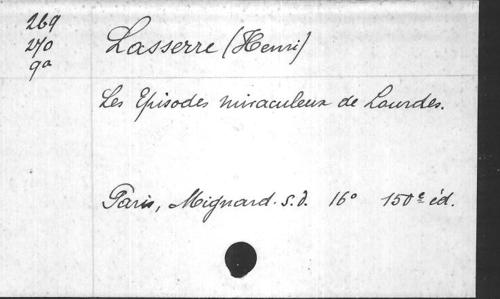 269
270
9a
Lasserre (Henri)
Les Episodes miraculeux de Lourdes.
Paris, Mignard. s.d. 16° 150e éd.